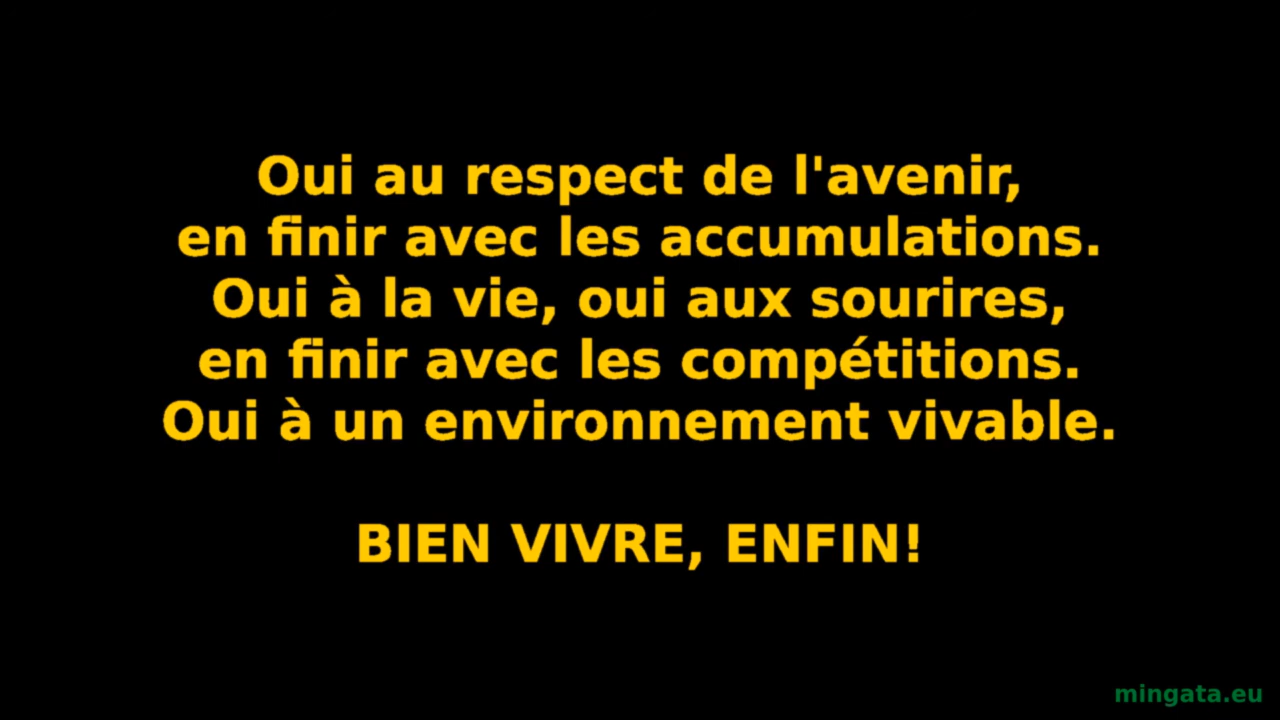 Oui au respect de l'avenir,
en finir avec les accumulations.
Oui à la vie, oui aux sourires,
en finir avec les compétitions.
Oui à un environnement vivable.
BIEN VIVRE, ENFIN!
mingata.eu